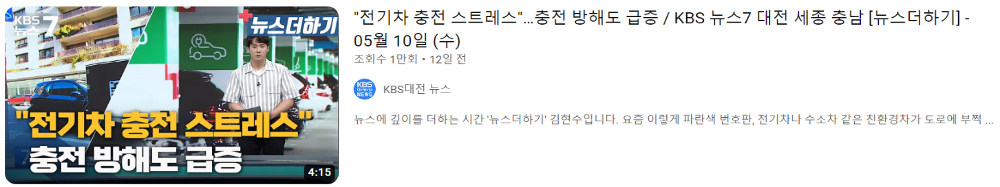 KBS
뉴스 7
뉴스더하기
"전기차 충전 스트레스"
충전 방해도 급증
4:15
"전기차 충전 스트레스"...충전 방해도 급증 / KBS 뉴스7 대전 세종 충남 [뉴스더하기] -
05월 10일 (수)
조회수 1만회 • 12일 전
KBS
대/세/남
NEWS
KBS대전 뉴스
뉴스에 깊이를 더하는 시간 '뉴스더하기' 김현수입니다. 요즘 이렇게 파란색 번호판, 전기차나 수소차 같은 친환경차가 도로에 부쩍 ...